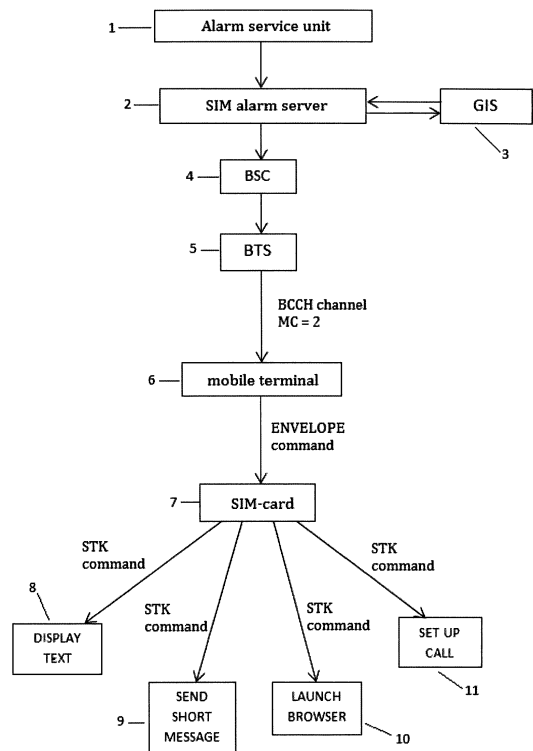 1
Alarm service unit
2
SIM alarm server
GIS
3
4
BSC
5
BTS
BCCH channel
MC = 2
6
mobile terminal
ENVELOPE
command
7
SIM-card
STK
command
STK
command
STK
command
STK
command
8
DISPLAY
TEXT
SET UP
CALL
11
9
SEND
SHORT
MESSAGE
LAUNCH
BROWSER
10